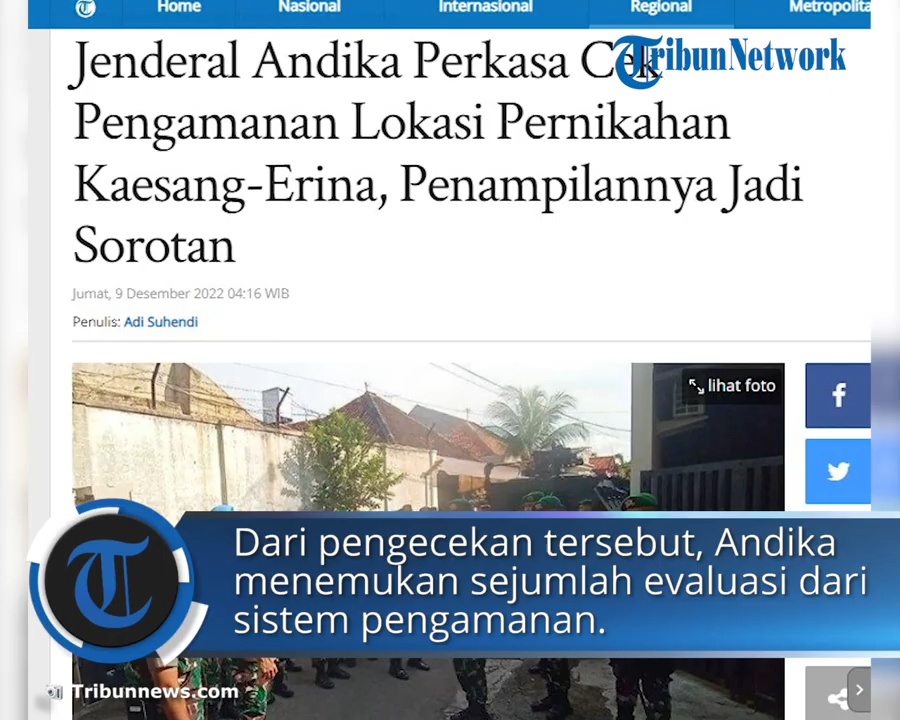 Home Nasional Internasional Regional Metropolita
TribunNetwork
Jenderal Andika Perkasa Cek
Pengamanan Lokasi Pernikahan
Kaesang-Erina, Penampilannya Jadi
Sorotan
Jumat, 9 Desember 2022 04:16 WIB
Penulis: Adi Suhendi
lihat foto
Dari pengecekan tersebut, Andika
menemukan sejumlah evaluasi dari
sistem pengamanan.
Tribunnews.com